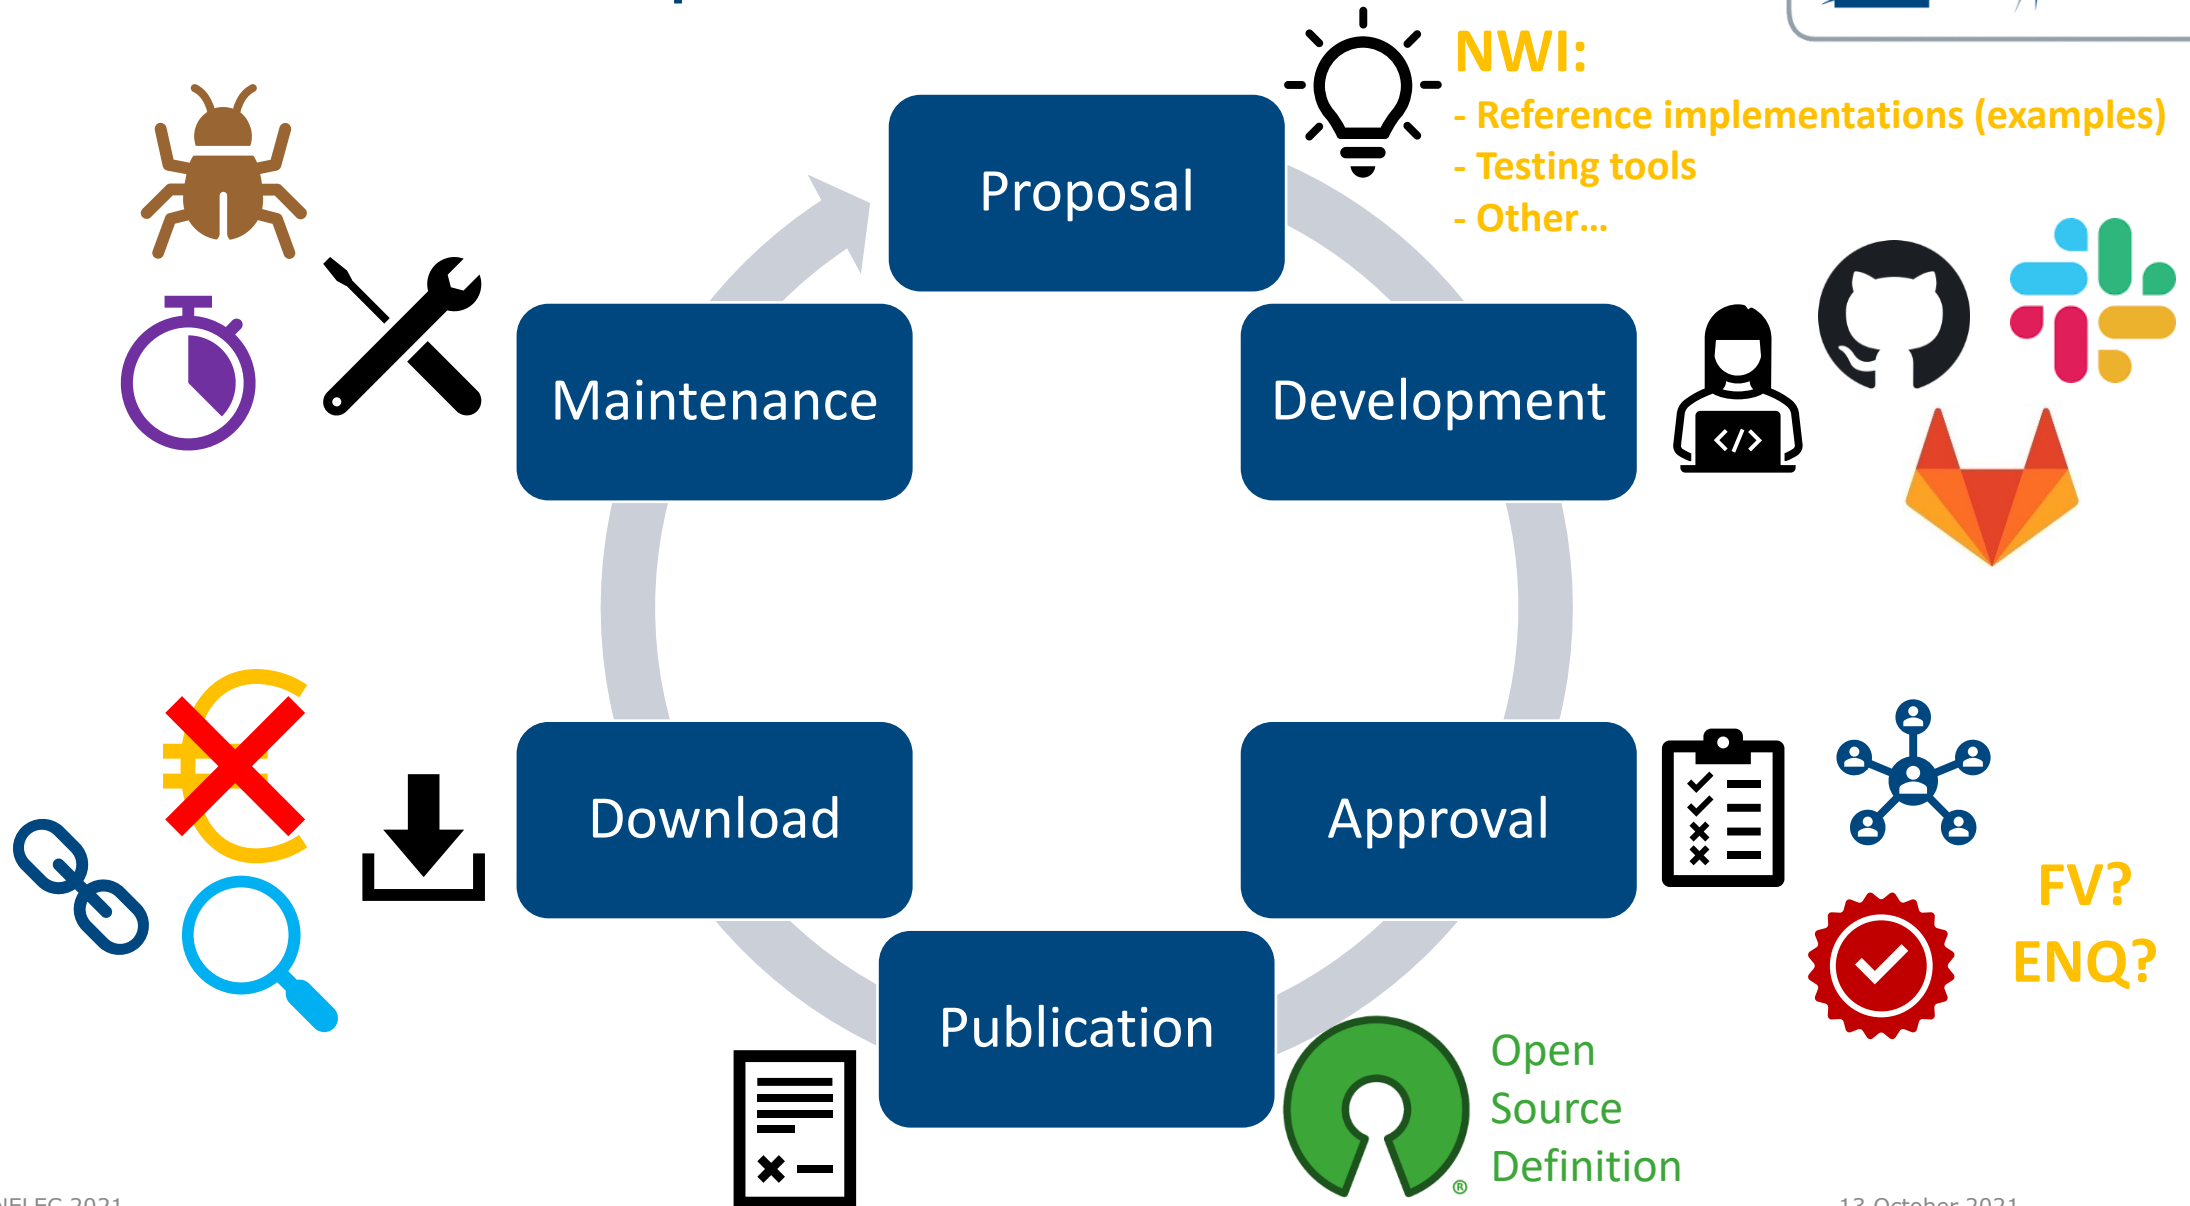 NWI:
- Reference implementations (examples)
- Testing tools
- Other...
Proposal
Maintenance
Development
</>
Download
Approval
FV?
ENQ?
Publication
Open
Source
Definition
®
2021
13 October 2021